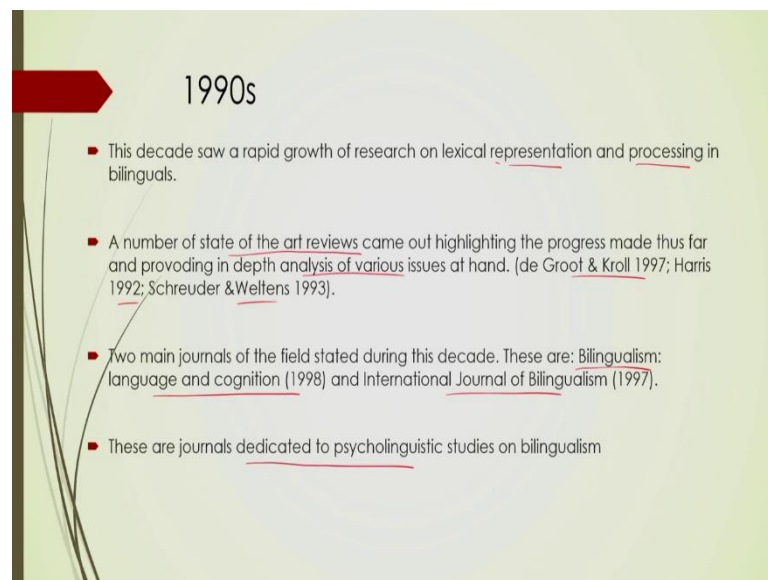 1990s
This decade saw a rapid growth of research on lexical representation and processing in
bilinguals.
A number of state of the art reviews came out highlighting the progress made thus far
and provoding in depth analysis of various issues at hand. (de Groot & Kroll 1997; Harris
1992; Schreuder &Weltens 1993).
Two main journals of the field stated during this decade. These are: Bilingualism:
language and cognition (1998) and International Journal of Bilingualism (1997).
These are journals dedicated to psycholinguistic studies on bilingualism